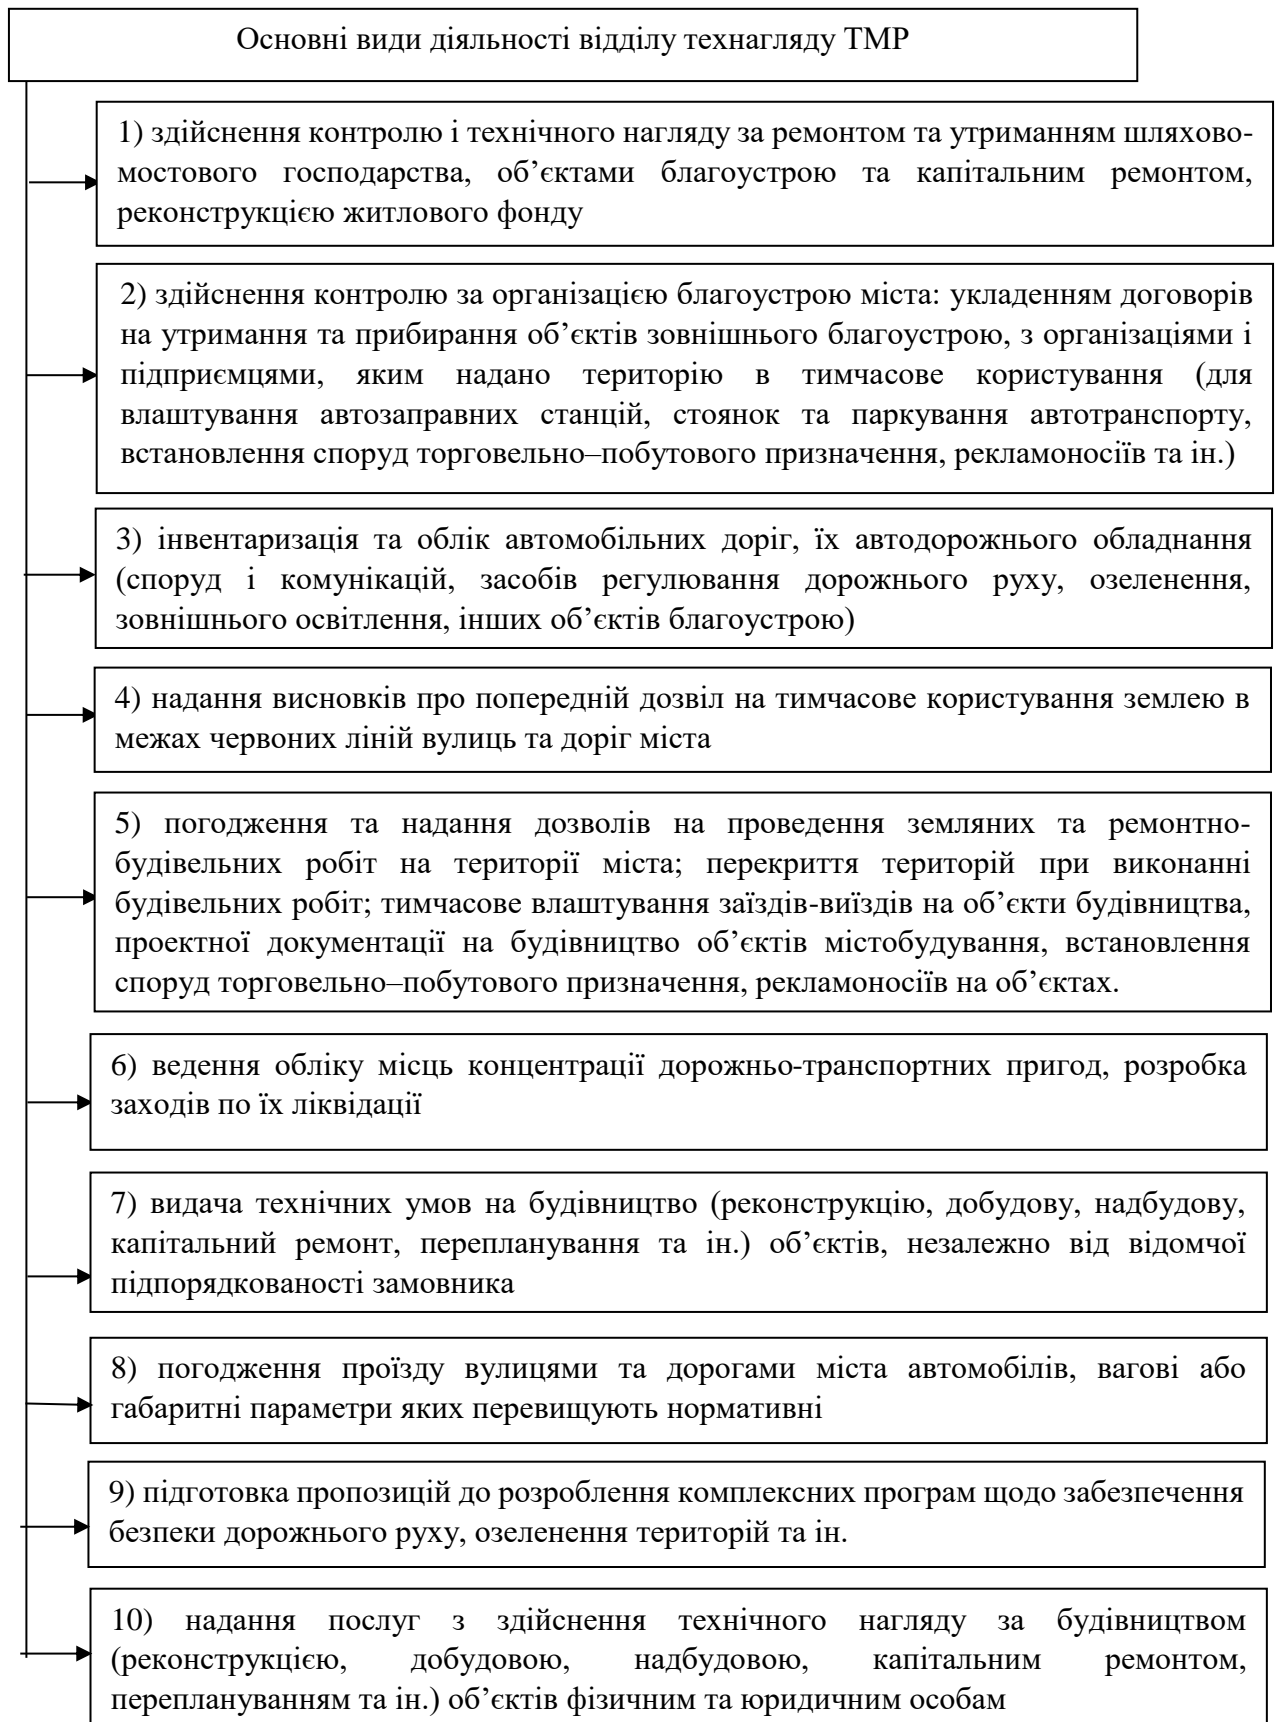 Основні види діяльності відділу технагляду ТМР
1) здійснення контролю і технічного нагляду за ремонтом та утриманням шляхово-
мостового господарства, об’єктами благоустрою та капітальним ремонтом,
реконструкцією житлового фонду
2) здійснення контролю за організацією благоустрою міста: укладенням договорів
на утримання та прибирання об’єктів зовнішнього благоустрою, з організаціями і
підприємцями, яким надано територію в тимчасове користування (для
влаштування автозаправних станцій, стоянок та паркування автотранспорту,
встановлення споруд торговельно–побутового призначення, рекламоносіїв та ін.)
3) інвентаризація та облік автомобільних доріг, їх автодорожнього обладнання
(споруд і комунікацій, засобів регулювання дорожнього руху, озеленення,
зовнішнього освітлення, інших об’єктів благоустрою)
4) надання висновків про попередній дозвіл на тимчасове користування землею в
межах червоних ліній вулиць та доріг міста
5) погодження та надання дозволів на проведення земляних та ремонтно-
будівельних робіт на території міста; перекриття територій при виконанні
будівельних робіт; тимчасове влаштування заїздів-виїздів на об’єкти будівництва,
проектної документації на будівництво об’єктів містобудування, встановлення
споруд торговельно–побутового призначення, рекламоносіїв на об’єктах.
6) ведення обліку місць концентрації дорожньо-транспортних пригод, розробка
заходів по їх ліквідації
7) видача технічних умов на будівництво (реконструкцію, добудову, надбудову,
капітальний ремонт, перепланування та ін.) об’єктів, незалежно від відомчої
підпорядкованості замовника
8) погодження проїзду вулицями та дорогами міста автомобілів, вагові або
габаритні параметри яких перевищують нормативні
9) підготовка пропозицій до розроблення комплексних програм щодо забезпечення
безпеки дорожнього руху, озеленення територій та ін.
10) надання послуг з здійснення технічного нагляду за будівництвом
(реконструкцією, добудовою, надбудовою, капітальним ремонтом,
переплануванням та ін.) об’єктів фізичним та юридичним особам